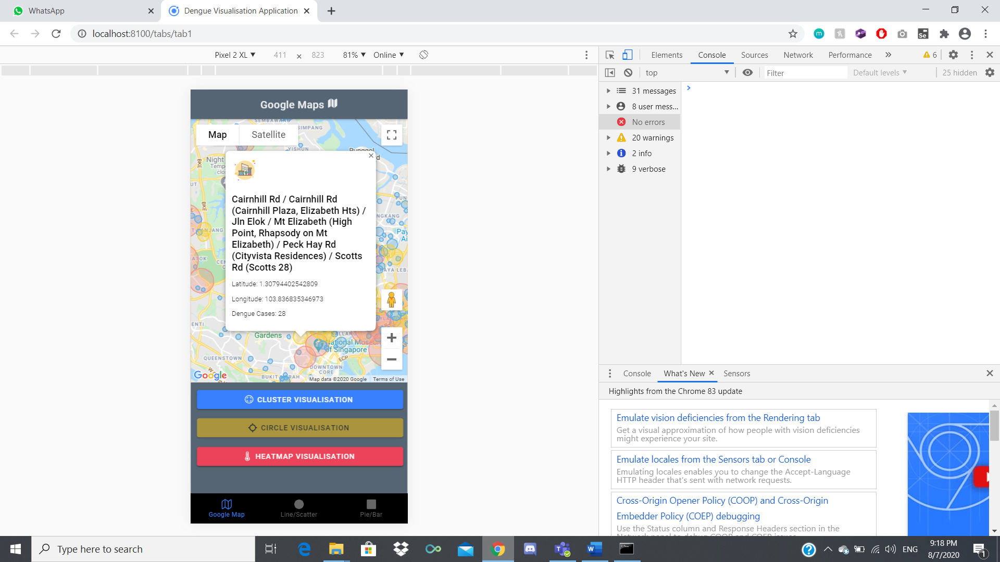 WhatsApp
Dengue Visualisation Application
localhost:8100/tabs/tab1
Pixel 2 XL
411
823
81%
Online
Elements
Console
Sources
Network
Performance
6
top
Filter
Default levels
25 hidden
31 messages
8 user mess...
No errors
20 warnings
2 info
9 verbose
Google Maps
Map
Satellite
SEMBAWANG
SIMPANG
YISHUN
Punggol
Night
BKE
BKE
Cairnhill Rd / Cairnhill Rd
(Cairnhill Plaza, Elizabeth Hts) /
Jln Elok / Mt Elizabeth (High
Point, Rhapsody on Mt
Elizabeth) / Peck Hay Rd
(Cityvista Residences) / Scotts
Rd (Scotts 28)
Latitude: 1.30794402542809
Longitude: 103.836835346973
Dengue Cases: 28
Gardens
National Museum
of Singapore
QUEENSTOWN
ECP
DOWNTOWN
CORE
Google
Map data ©2020 Google
Terms of Use
CLUSTER VISUALISATION
CIRCLE VISUALISATION
HEATMAP VISUALISATION
Google Map
Line/Scatter
Pie/Bar
Console
What's New
Sensors
Highlights from the Chrome 83 update
Emulate vision deficiencies from the Rendering tab
Get a visual approximation of how people with vision deficiencies
might experience your site.
Emulate locales from the Sensors tab or Console
Emulating locales enables you to change the Accept-Language
HTTP header that's sent with network requests.
Cross-Origin Opener Policy (COOP) and Cross-Origin
Embedder Policy (COEP) debugging
Use the Status column and Response Headers section in the
Type here to search
ENG
9:18 PM
8/7/2020
1